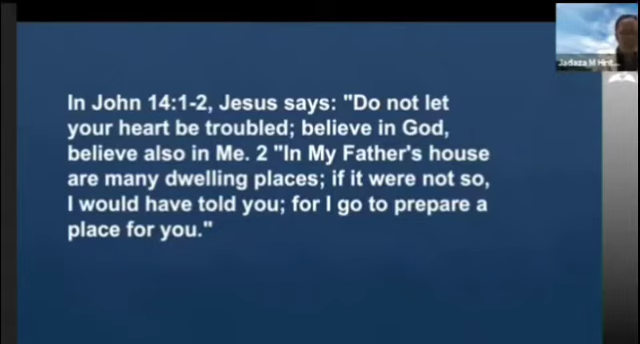 In John 14:1-2, Jesus says: "Do not let
your heart be troubled; believe in God,
believe also in Me. 2 "In My Father's house
are many dwelling places; if it were not so,
I would have told you; for I go to prepare a
place for you."
M